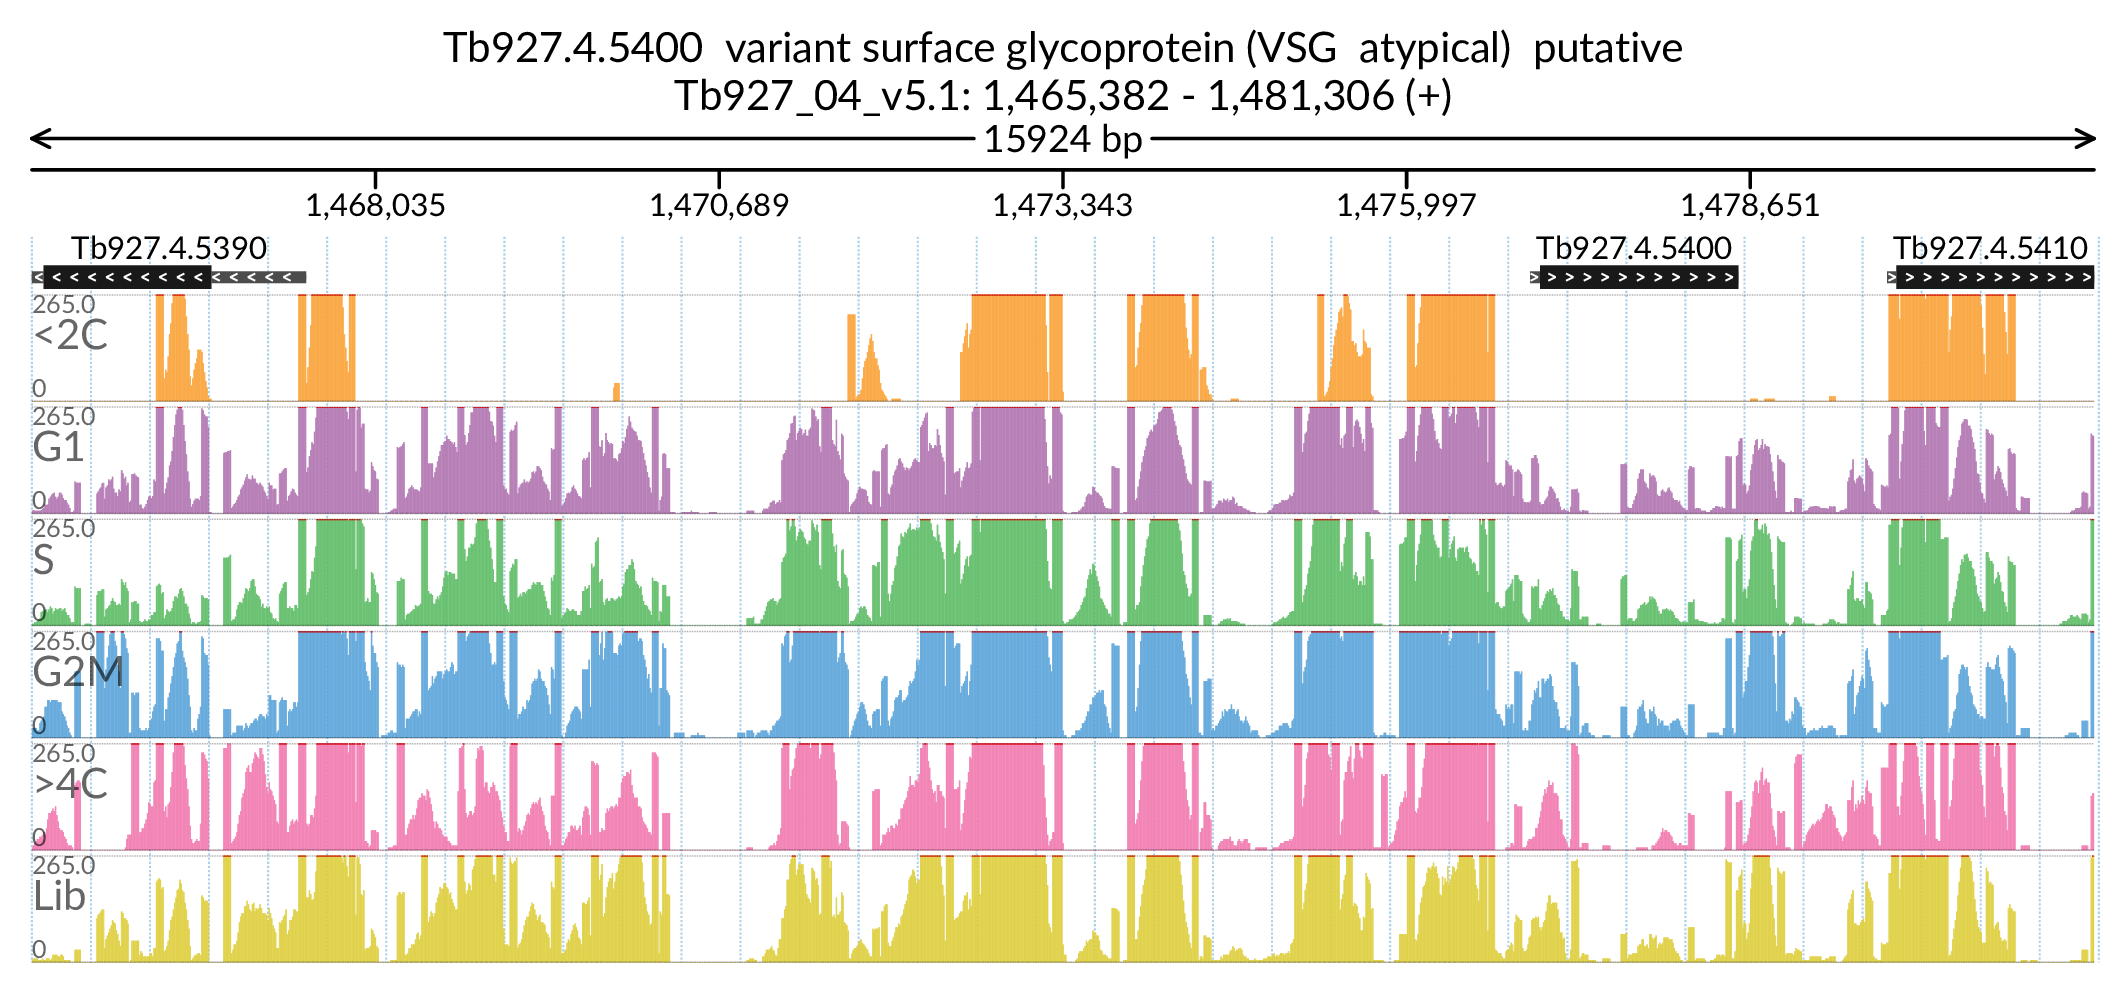 Tb927.4.5400 variant surface glycoprotein (VSG atypical) putative
Tb927_04_v5.1: 1,465,382 - 1,481,306 (+)
15924 bp
1,468,035 1,470,689 1,473,343 1,475,997 1,478,651
Tb927.4.5390 Tb927.4.5400 Tb927.4.5410
265.0
<2C
0
265.0
G1
0
265.0
S
0
265.0
G2M
0
265.0
>4C
0
265.0
Lib
0